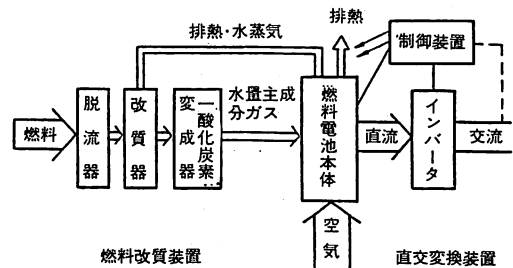 排熱
排熱・水蒸気
制御装置
燃料
脱流器
改質器
一酸化炭素…
変成器
水量主成
分ガス
燃料電池本体
直流
インバータ
交流
空気
燃料改質装置
直交変換装置